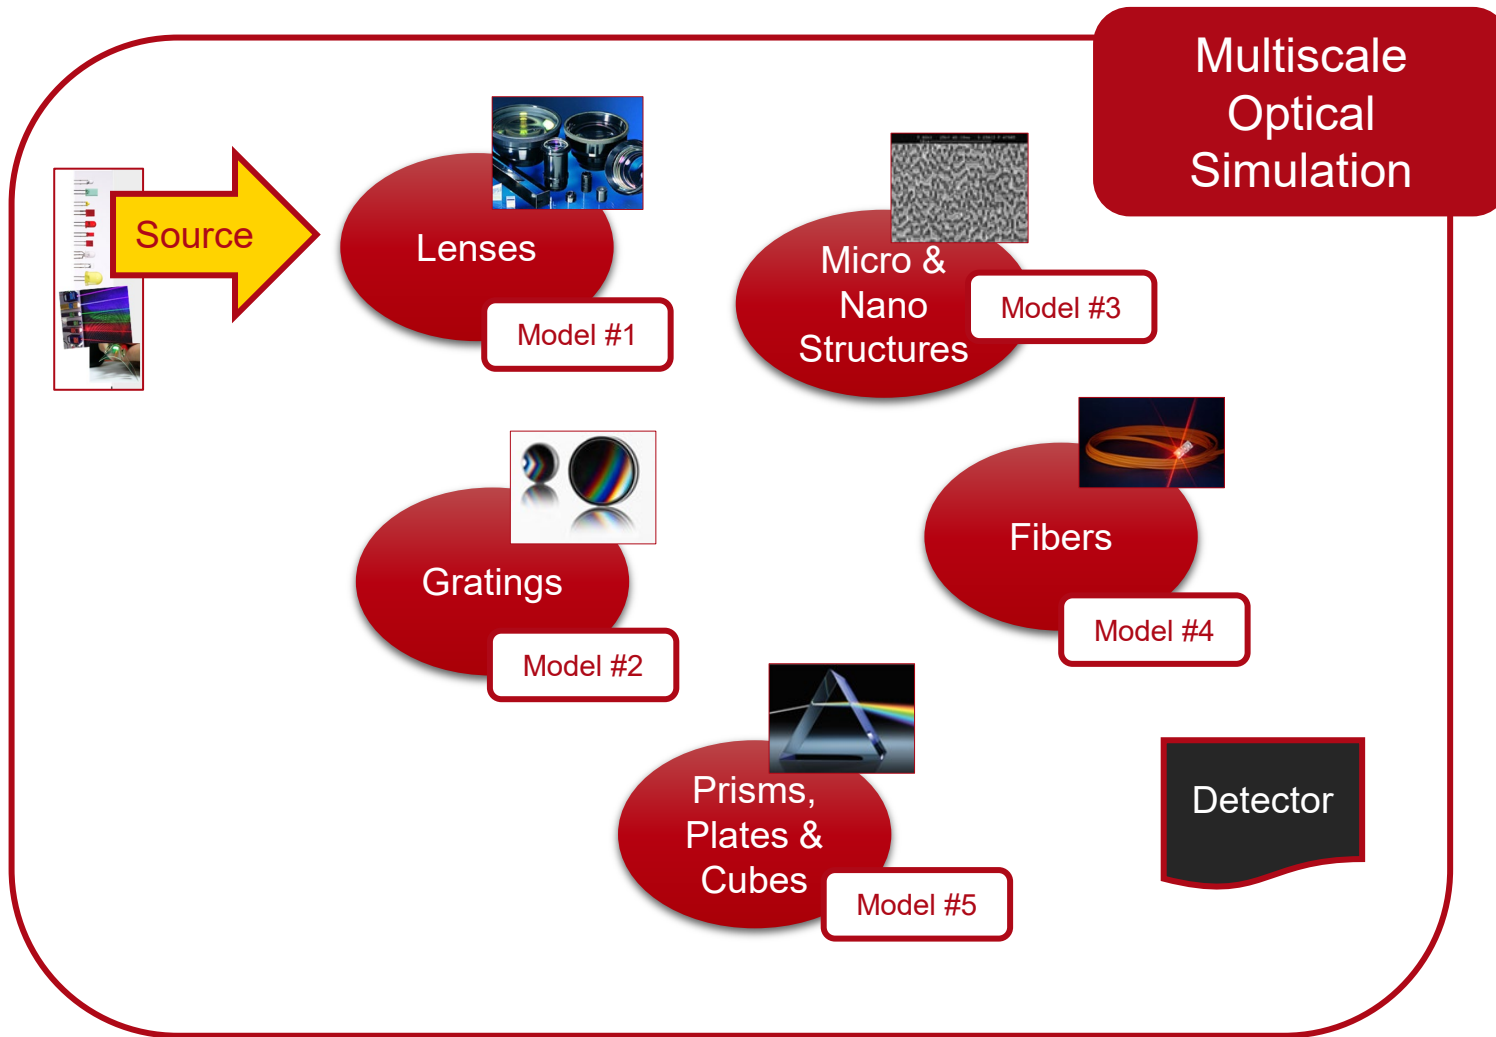 Multiscale
Optical
Simulation
Source
Lenses
Model #1
Micro &
Nano
Structures
Model #3
Gratings
Model #2
Fibers
Model #4
Prisms,
Plates &
Cubes
Model #5
Detector